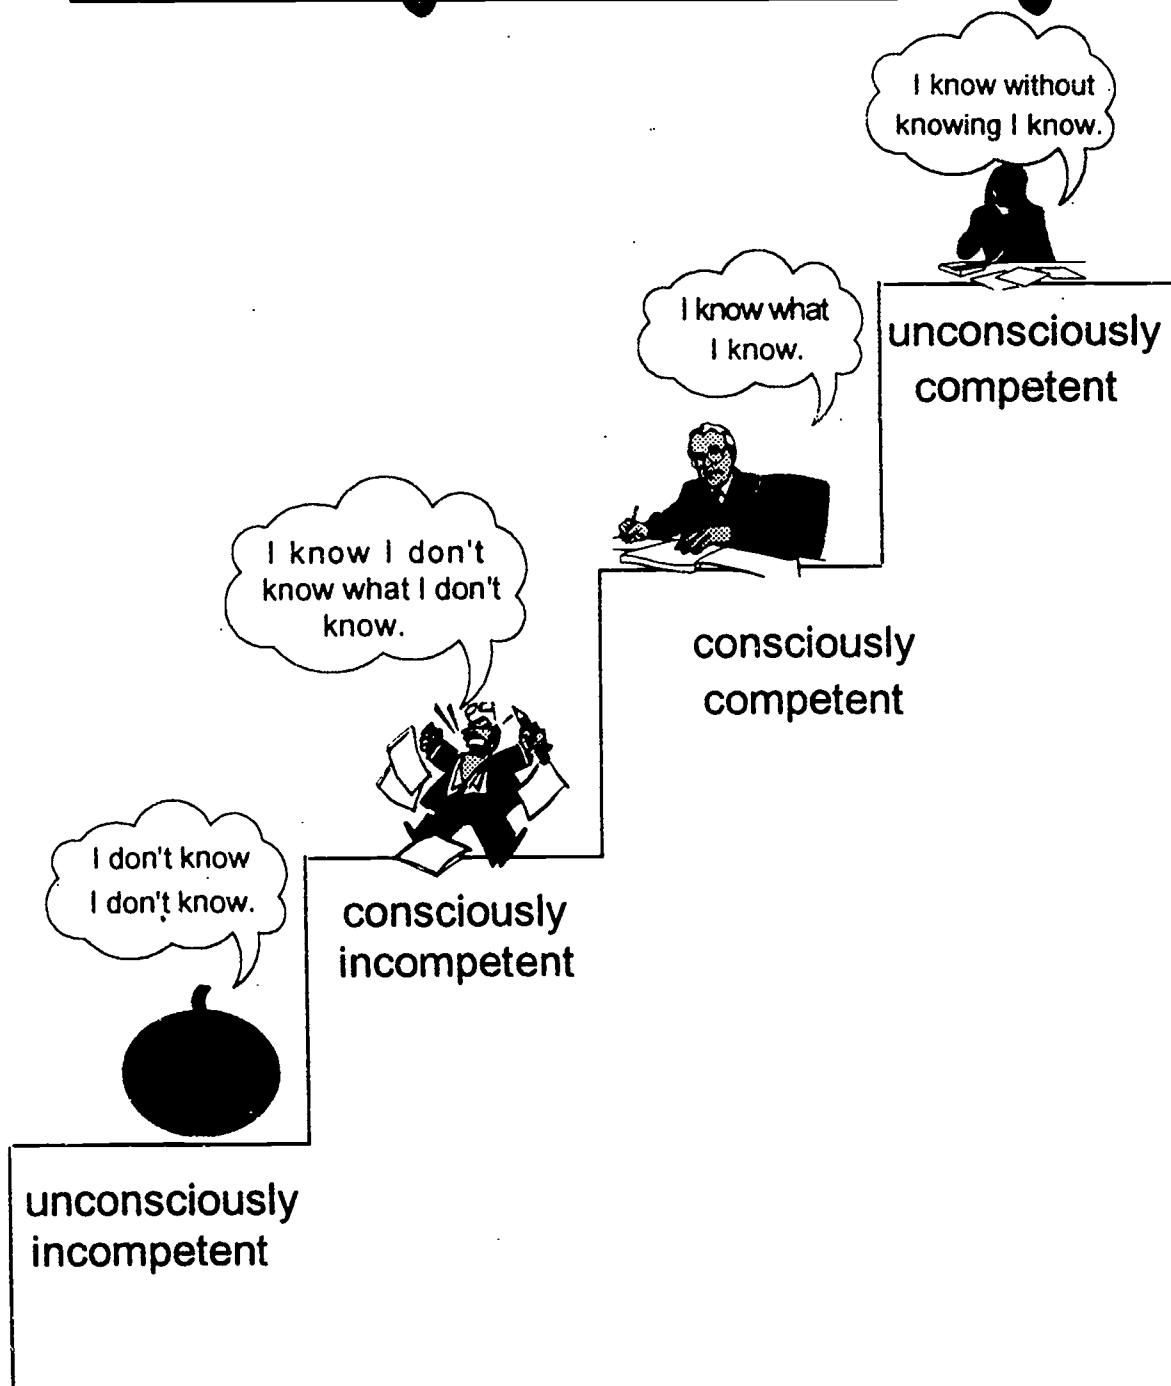 I know without
knowing I know.
unconsciously
competent
I know what
I know.
consciously
competent
I know I don't
know what I don't
know.
consciously
incompetent
I don't know
I don't know.
unconsciously
incompetent